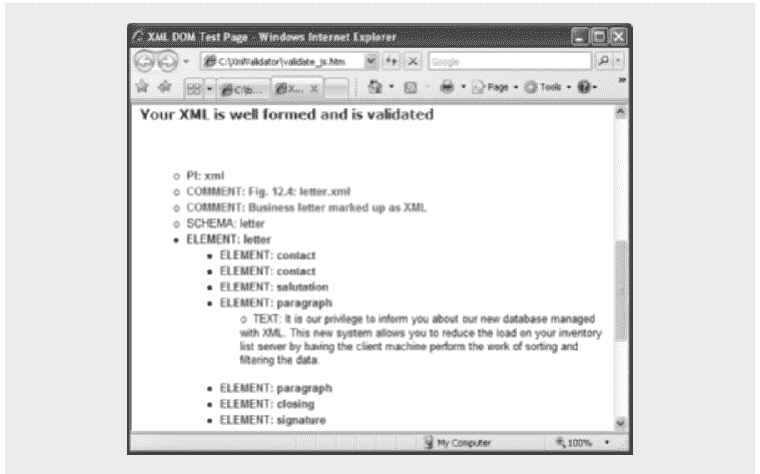 XML DOM Test Page - Windows Internet Explorer
C:\XmlValidator\validate_js.htm
Google
C:\b...
X...
Page
Tools
Your XML is well formed and is validated
PI: xml
COMMENT: Fig. 12.4: letter.xml
COMMENT: Business letter marked up as XML
SCHEMA: letter
ELEMENT: letter
ELEMENT: contact
ELEMENT: contact
ELEMENT: salutation
ELEMENT: paragraph
TEXT: It is our privilege to inform you about our new database managed
with XML. This new system allows you to reduce the load on your inventory
list server by having the client machine perform the work of sorting and
filtering the data.
ELEMENT: paragraph
ELEMENT: closing
ELEMENT: signature
My Computer
100%